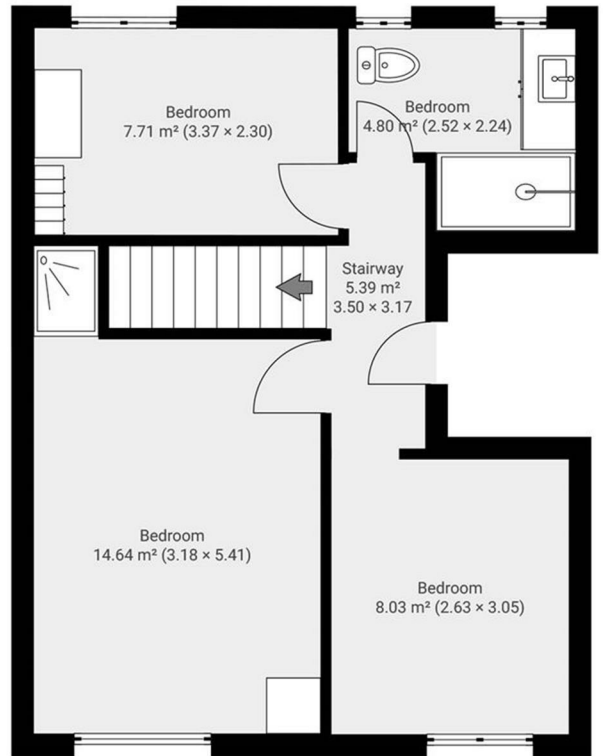 Bedroom
7.71 m² (3.37 × 2.30)
Bedroom
4.80 m² (2.52 × 2.24)
Stairway
5.39 m²
3.50 × 3.17
Bedroom
14.64 m² (3.18 × 5.41)
Bedroom
8.03 m² (2.63 × 3.05)